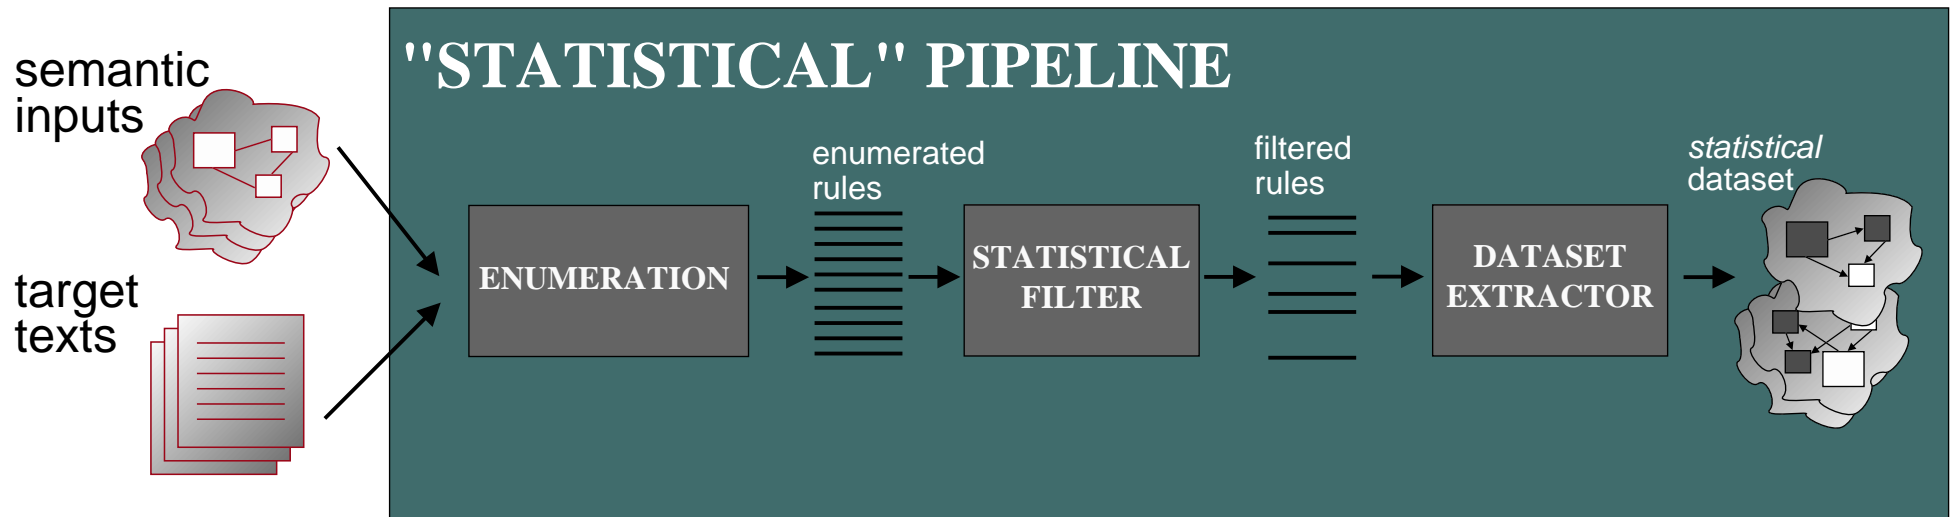 "STATISTICAL" PIPELINE
semantic
inputs
target
texts
ENUMERATION
enumerated
rules
STATISTICAL
FILTER
filtered
rules
DATASET
EXTRACTOR
statistical
dataset